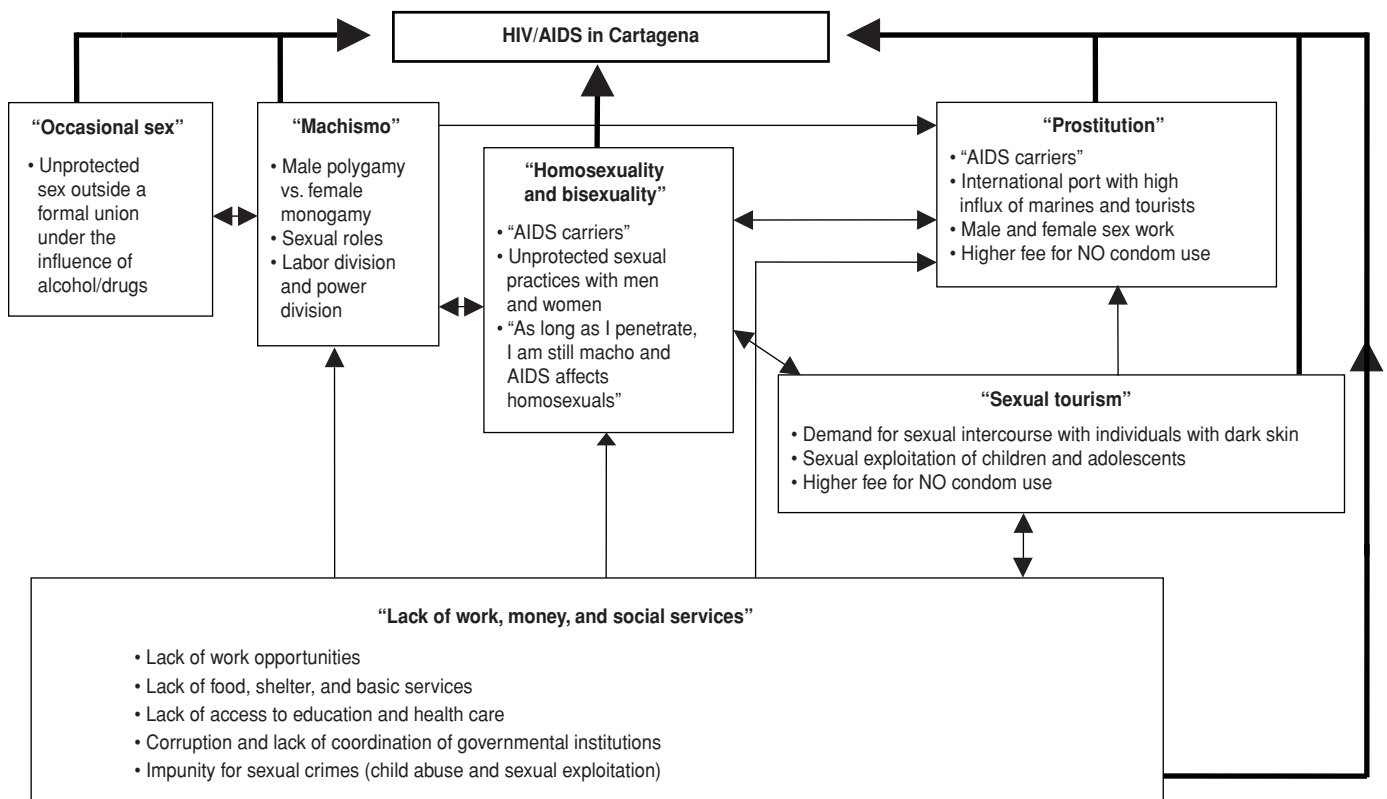 HIV/AIDS in Cartagena
“Occasional sex”
• Unprotected
sex outside a
formal union
under the
influence of
alcohol/drugs
“Machismo”
• Male polygamy
vs. female
monogamy
• Sexual roles
• Labor division
and power
division
“Homosexuality
and bisexuality”
• “AIDS carriers”
• Unprotected sexual
practices with men
and women
• “As long as I penetrate,
I am still macho and
AIDS affects
homosexuals”
“Prostitution”
• “AIDS carriers”
• International port with high
influx of marines and tourists
• Male and female sex work
• Higher fee for NO condom use
“Sexual tourism”
• Demand for sexual intercourse with individuals with dark skin
• Sexual exploitation of children and adolescents
• Higher fee for NO condom use
“Lack of work, money, and social services”
• Lack of work opportunities
• Lack of food, shelter, and basic services
• Lack of access to education and health care
• Corruption and lack of coordination of governmental institutions
• Impunity for sexual crimes (child abuse and sexual exploitation)